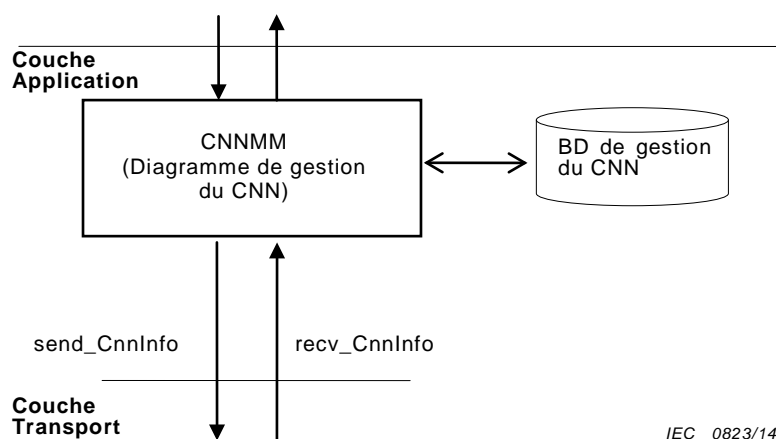 Couche
Application
CNNMM
(Diagramme de gestion
du CNN)
BD de gestion
du CNN
send_CnnInfo
recv_CnnInfo
Couche
Transport
IEC 0823/14